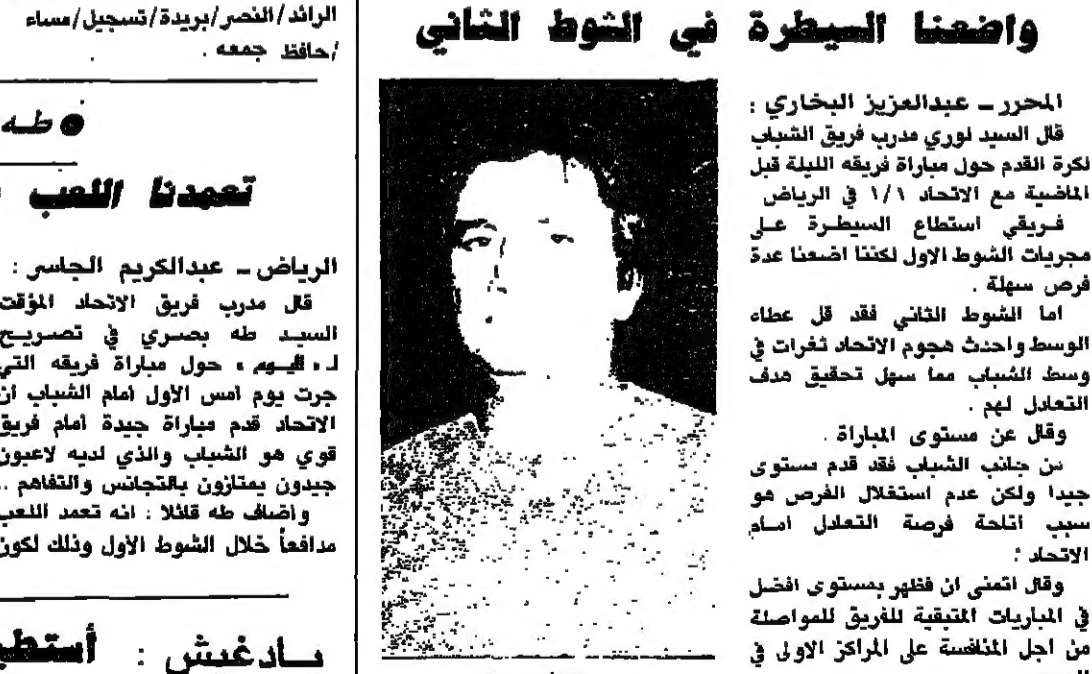 واضعنا السيطرة في الشوط الثاني
المحرر ــ عبدالعزيز البخاري :
قال السيد لوري مدرب فريق الشباب
لكرة القدم حول مباراة فريقه الليلة قبل
الماضية مع الاتحاد ١/١ في الرياض
فريقي استطاع السيطرة على
مجريات الشوط الاول لكننا اضعنا عدة
فرص سهلة .
اما الشوط الثاني فقد قل عطاء
الوسط واحدث هجوم الاتحاد ثغرات في
وسط الشباب مما سهل تحقيق هدف
التعادل لهم .
وقال عن مستوى المباراة .
من جانب الشباب فقد قدم مستوى
جيدا ولكن عدم استغلال الفرص هو
سبب اتاحة فرصة التعادل امام
الاتحاد :
وقال اتمنى ان نظهر بمستوى افضل
في المباريات المتبقية للفريق للمواصلة
من اجل المنافسة على المراكز الاولى في
الرائد/النصر/بريدة/تسجيل/مساء
/حافظ جمعه .
طه
تعمدنا اللعب
الرياض ــ عبدالكريم الجاسر :
قال مدرب فريق الاتحاد المؤقت
السيد طه بصري في تصريح
لـ « اليوم » حول مباراة فريقه التي
جرت يوم امس الأول أمام الشباب أن
الاتحاد قدم مباراة جيدة امام فريق
قوي هو الشباب والذي لديه لاعبون
جيدون يمتازون بالتجانس والتفاهم ..
واضاف طه قائلا : انه تعمد اللعب
مدافعاً خلال الشوط الأول وذلك لكون
بادغيش :